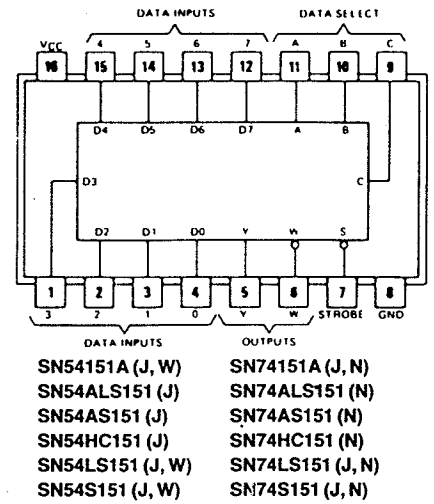 DATA INPUTS DATA SELECT
VCC 4 5 6 7 A B C
16 15 14 13 12 11 10 9
D4 D5 D6 D7 A B
D3 C
D2 D1 D0 Y W S
1 2 3 4 5 6 7 8
3 2 1 0 Y W STROBE GND
DATA INPUTS OUTPUTS
SN54151A (J, W) SN74151A (J, N)
SN54ALS151 (J) SN74ALS151 (N)
SN54AS151 (J) SN74AS151 (N)
SN54HC151 (J) SN74HC151 (N)
SN54LS151 (J, W) SN74LS151 (J, N)
SN54S151 (J, W) SN74S151 (J, N)